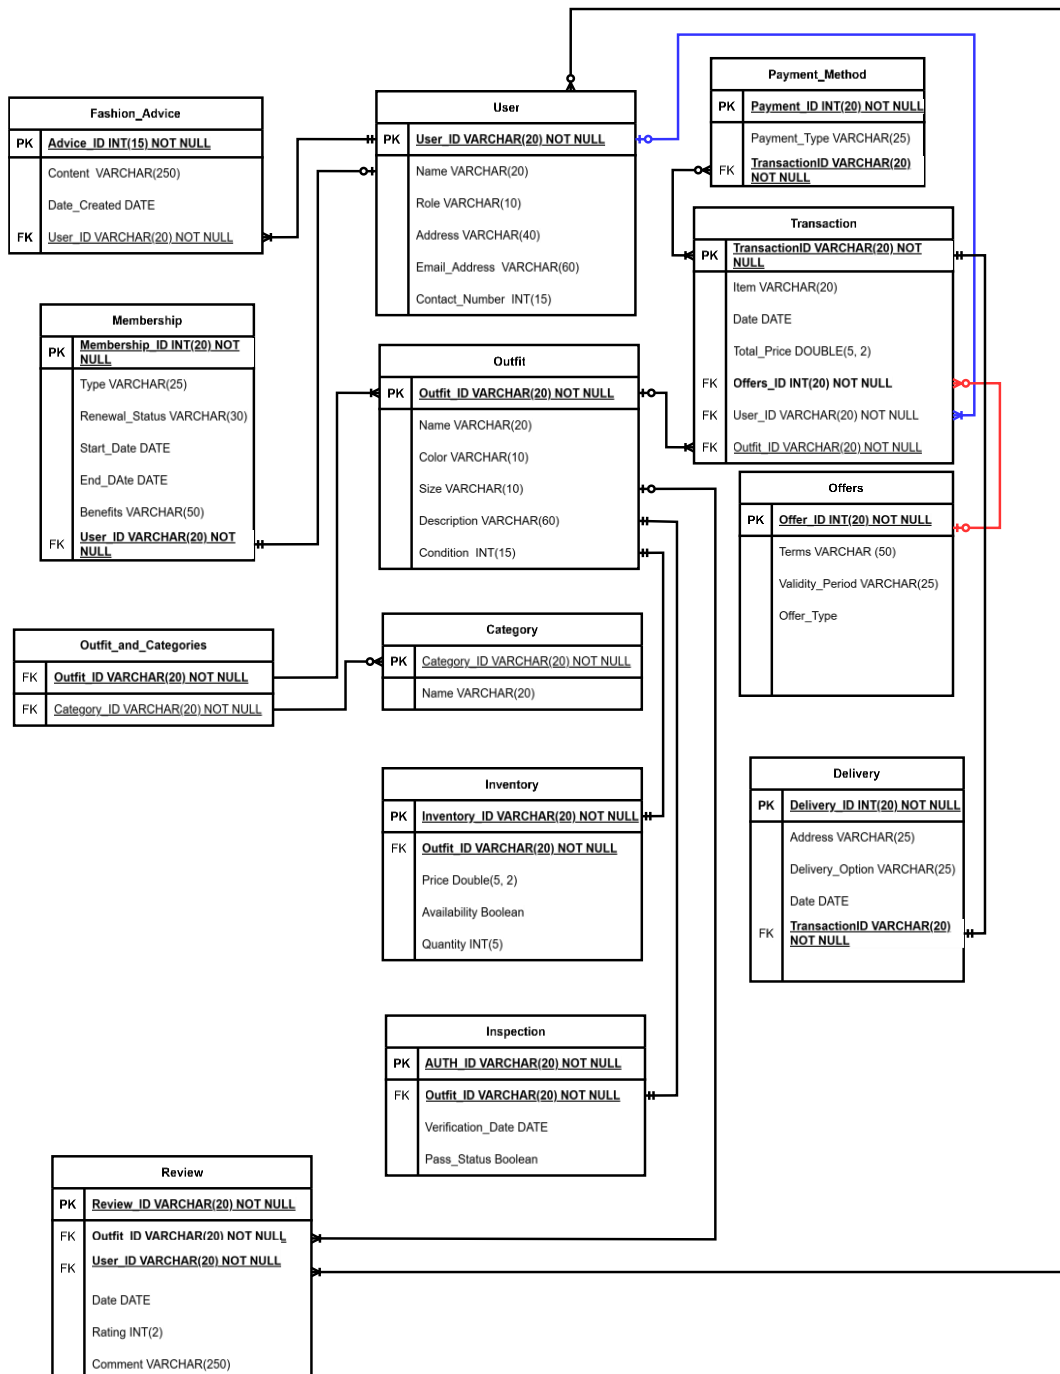 Fashion_Advice
PK Advice_ID INT(15) NOT NULL
Content VARCHAR(250)
Date_Created DATE
FK User_ID VARCHAR(20) NOT NULL
User
PK User_ID VARCHAR(20) NOT NULL
Name VARCHAR(20)
Role VARCHAR(10)
Address VARCHAR(40)
Email_Address VARCHAR(60)
Contact_Number INT(15)
Payment_Method
PK Payment_ID INT(20) NOT NULL
Payment_Type VARCHAR(25)
FK TransactionID VARCHAR(20)
NOT NULL
Transaction
PK TransactionID VARCHAR(20) NOT
NULL
Item VARCHAR(20)
Date DATE
Total_Price DOUBLE(5, 2)
FK Offers_ID INT(20) NOT NULL
FK User_ID VARCHAR(20) NOT NULL
FK Outfit_ID VARCHAR(20) NOT NULL
Membership
PK Membership_ID INT(20) NOT
NULL
Type VARCHAR(25)
Renewal_Status VARCHAR(30)
Start_Date DATE
End_DAte DATE
Benefits VARCHAR(50)
FK User_ID VARCHAR(20) NOT
NULL
Outfit
PK Outfit_ID VARCHAR(20) NOT NULL
Name VARCHAR(20)
Color VARCHAR(10)
Size VARCHAR(10)
Description VARCHAR(60)
Condition INT(15)
Offers
PK Offer_ID INT(20) NOT NULL
Terms VARCHAR (50)
Validity_Period VARCHAR(25)
Offer_Type
Outfit_and_Categories
FK Outfit_ID VARCHAR(20) NOT NULL
FK Category_ID VARCHAR(20) NOT NULL
Category
PK Category_ID VARCHAR(20) NOT NULL
Name VARCHAR(20)
Inventory
PK Inventory_ID VARCHAR(20) NOT NULL
FK Outfit_ID VARCHAR(20) NOT NULL
Price Double(5, 2)
Availability Boolean
Quantity INT(5)
Delivery
PK Delivery_ID INT(20) NOT NULL
Address VARCHAR(25)
Delivery_Option VARCHAR(25)
Date DATE
FK TransactionID VARCHAR(20)
NOT NULL
Inspection
PK AUTH_ID VARCHAR(20) NOT NULL
FK Outfit_ID VARCHAR(20) NOT NULL
Verification_Date DATE
Pass_Status Boolean
Review
PK Review_ID VARCHAR(20) NOT NULL
FK Outfit_ID VARCHAR(20) NOT NULL
FK User_ID VARCHAR(20) NOT NULL
Date DATE
Rating INT(2)
Comment VARCHAR(250)